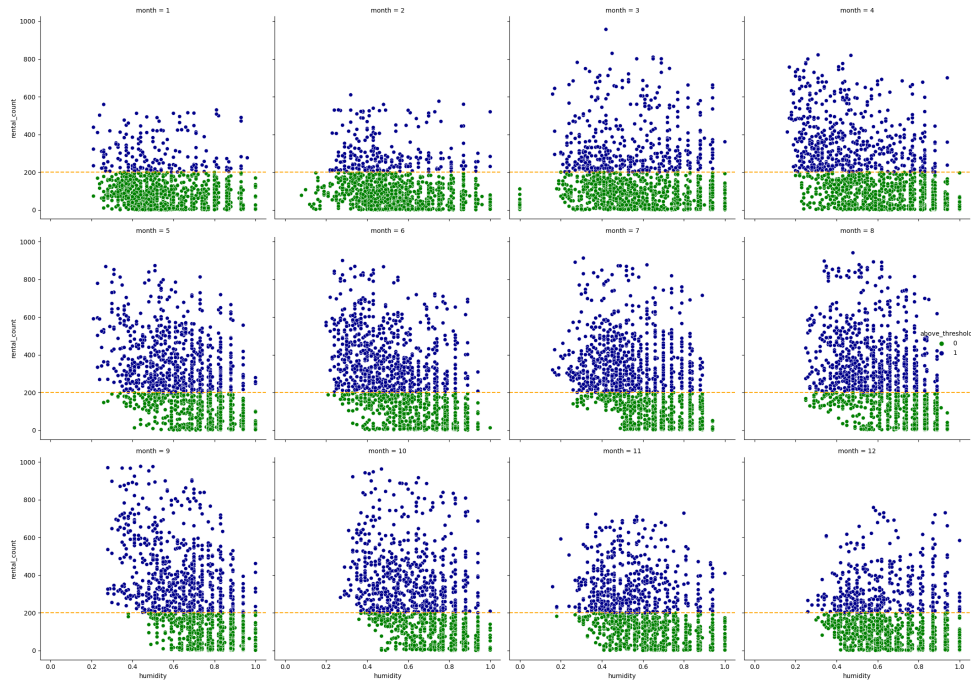 month = 1
month = 2
month = 3
month = 4
1000
800
600
400
200
0
rental_count
month = 5
month = 6
month = 7
month = 8
1000
800
600
400
200
0
rental_count
above_threshold
0
1
month = 9
month = 10
month = 11
month = 12
1000
800
600
400
200
0
rental_count
0.0 0.2 0.4 0.6 0.8 1.0
0.0 0.2 0.4 0.6 0.8 1.0
0.0 0.2 0.4 0.6 0.8 1.0
0.0 0.2 0.4 0.6 0.8 1.0
humidity
humidity
humidity
humidity